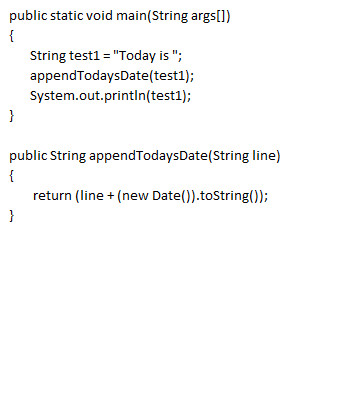 public static void main(String args[])
{
String test1 = "Today is ";
appendTodaysDate(test1);
System.out.println(test1);
}
public String appendTodaysDate(String line)
{
return (line + (new Date()).toString());
}